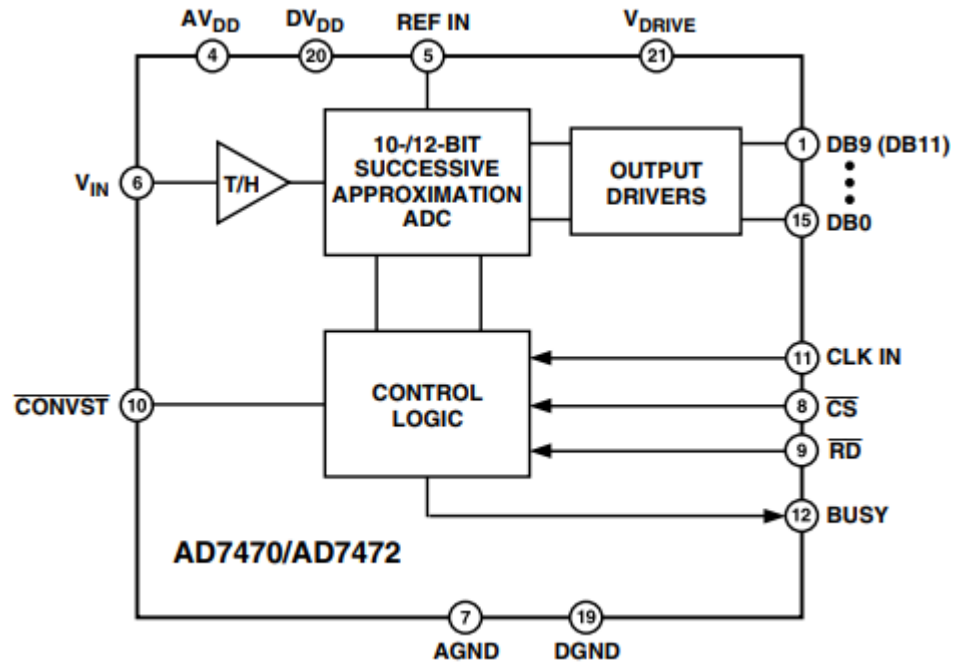 AVDD DVDD REF IN VDRIVE
4 20 5 21
10-/12-BIT
SUCCESSIVE
APPROXIMATION
ADC
OUTPUT
DRIVERS
1 DB9 (DB11)
VIN 6 T/H
15 DB0
CONTROL
LOGIC
11 CLK IN
CONVST 10
8 CS
9 RD
12 BUSY
AD7470/AD7472
7 19
AGND DGND